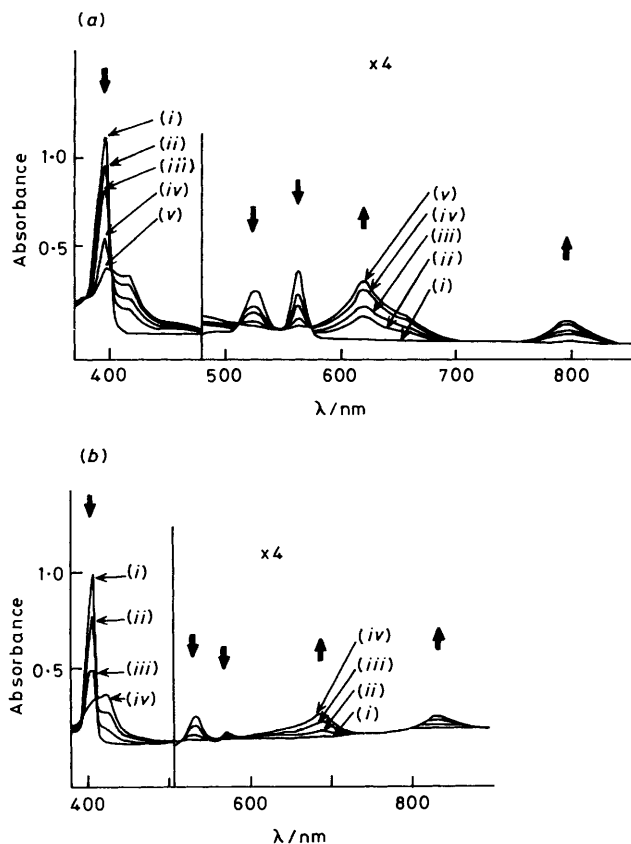 (a)
x4
Absorbance
1.0
0.5
(i)
(ii)
(iii)
(iv)
(v)
(v)
(iv)
(iii)
(ii)
(i)
400 500 600 700 800
λ/nm
(b)
x4
Absorbance
1.0
0.5
(i)
(ii)
(iii)
(iv)
(iv)
(iii)
(ii)
(i)
400 600 800
λ/nm